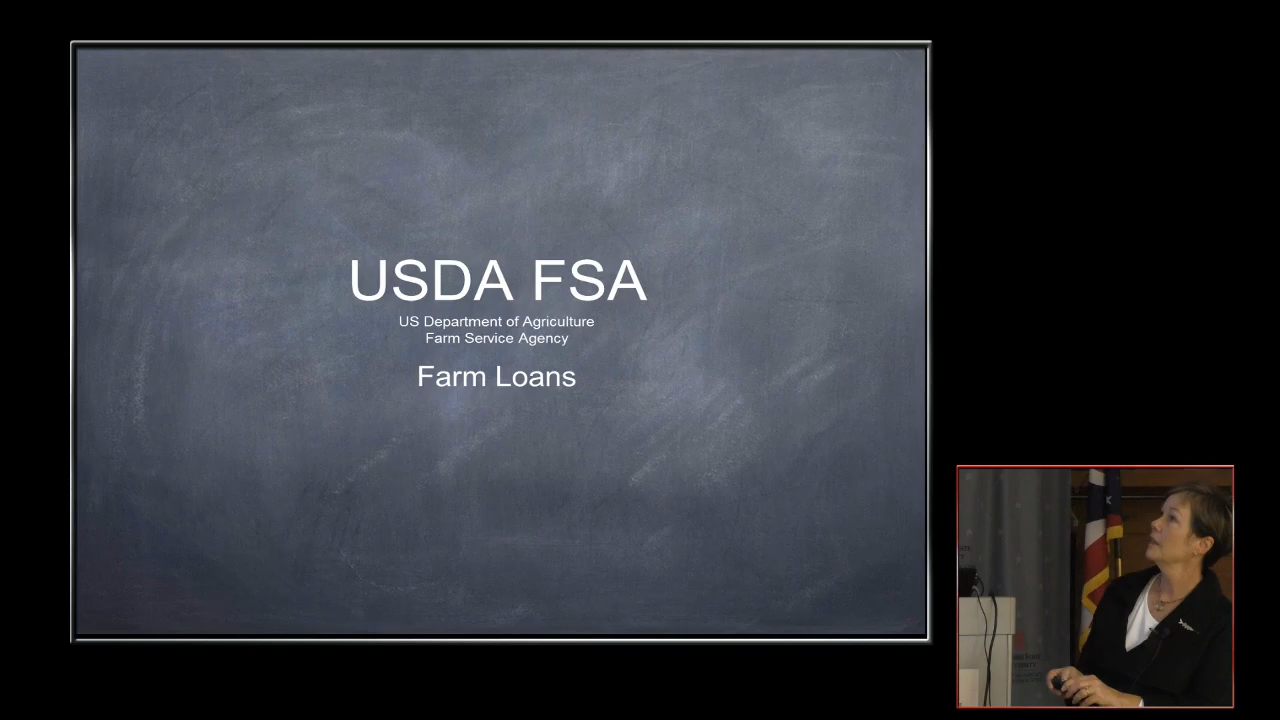 USDA FSA
US Department of Agriculture
Farm Service Agency
Farm Loans